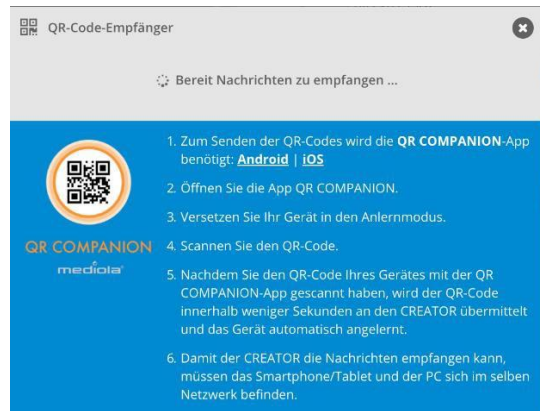 QR-Code-Empfänger
Bereit Nachrichten zu empfangen ...
1. Zum Senden der QR-Codes wird die QR COMPANION-App
benötigt: Android | iOS
2. Öffnen Sie die App QR COMPANION.
3. Versetzen Sie Ihr Gerät in den Anlernmodus.
QR COMPANION
mediola®
4. Scannen Sie den QR-Code.
5. Nachdem Sie den QR-Code Ihres Gerätes mit der QR
COMPANION-App gescannt haben, wird der QR-Code
innerhalb weniger Sekunden an den CREATOR übermittelt
und das Gerät automatisch angelernt.
6. Damit der CREATOR die Nachrichten empfangen kann,
müssen das Smartphone/Tablet und der PC sich im selben
Netzwerk befinden.